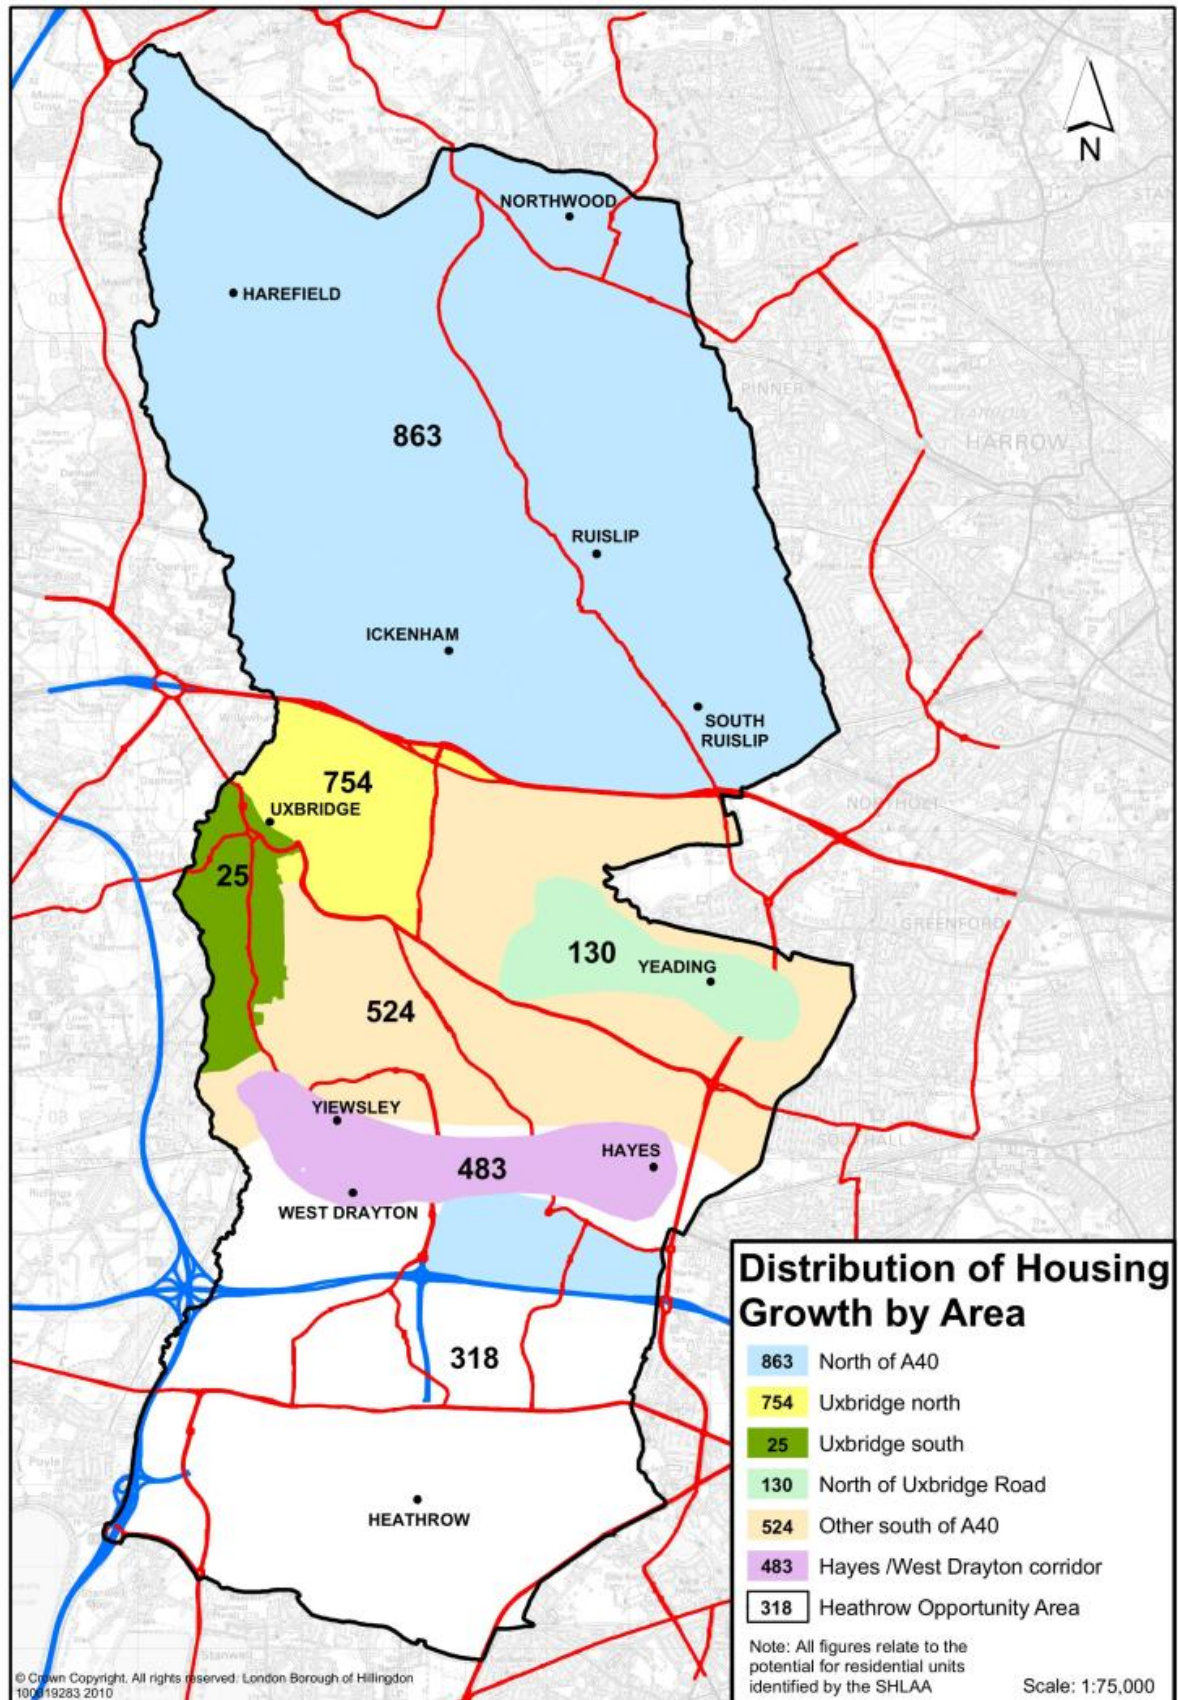 N
NORTHWOOD
HAREFIELD
PINNER
HARROW
863
RUISLIP
ICKENHAM
SOUTH
RUISLIP
754
UXBRIDGE
NORTHOLT
25
GREENFORD
130
YEADING
524
YIEWSLEY
SOUTHALL
HAYES
483
WEST DRAYTON
318
HEATHROW
Distribution of Housing
Growth by Area
863 North of A40
754 Uxbridge north
25 Uxbridge south
130 North of Uxbridge Road
524 Other south of A40
483 Hayes /West Drayton corridor
318 Heathrow Opportunity Area
Note: All figures relate to the
potential for residential units
identified by the SHLAA
Scale: 1:75,000
© Crown Copyright. All rights reserved. London Borough of Hillingdon
100019283 2010